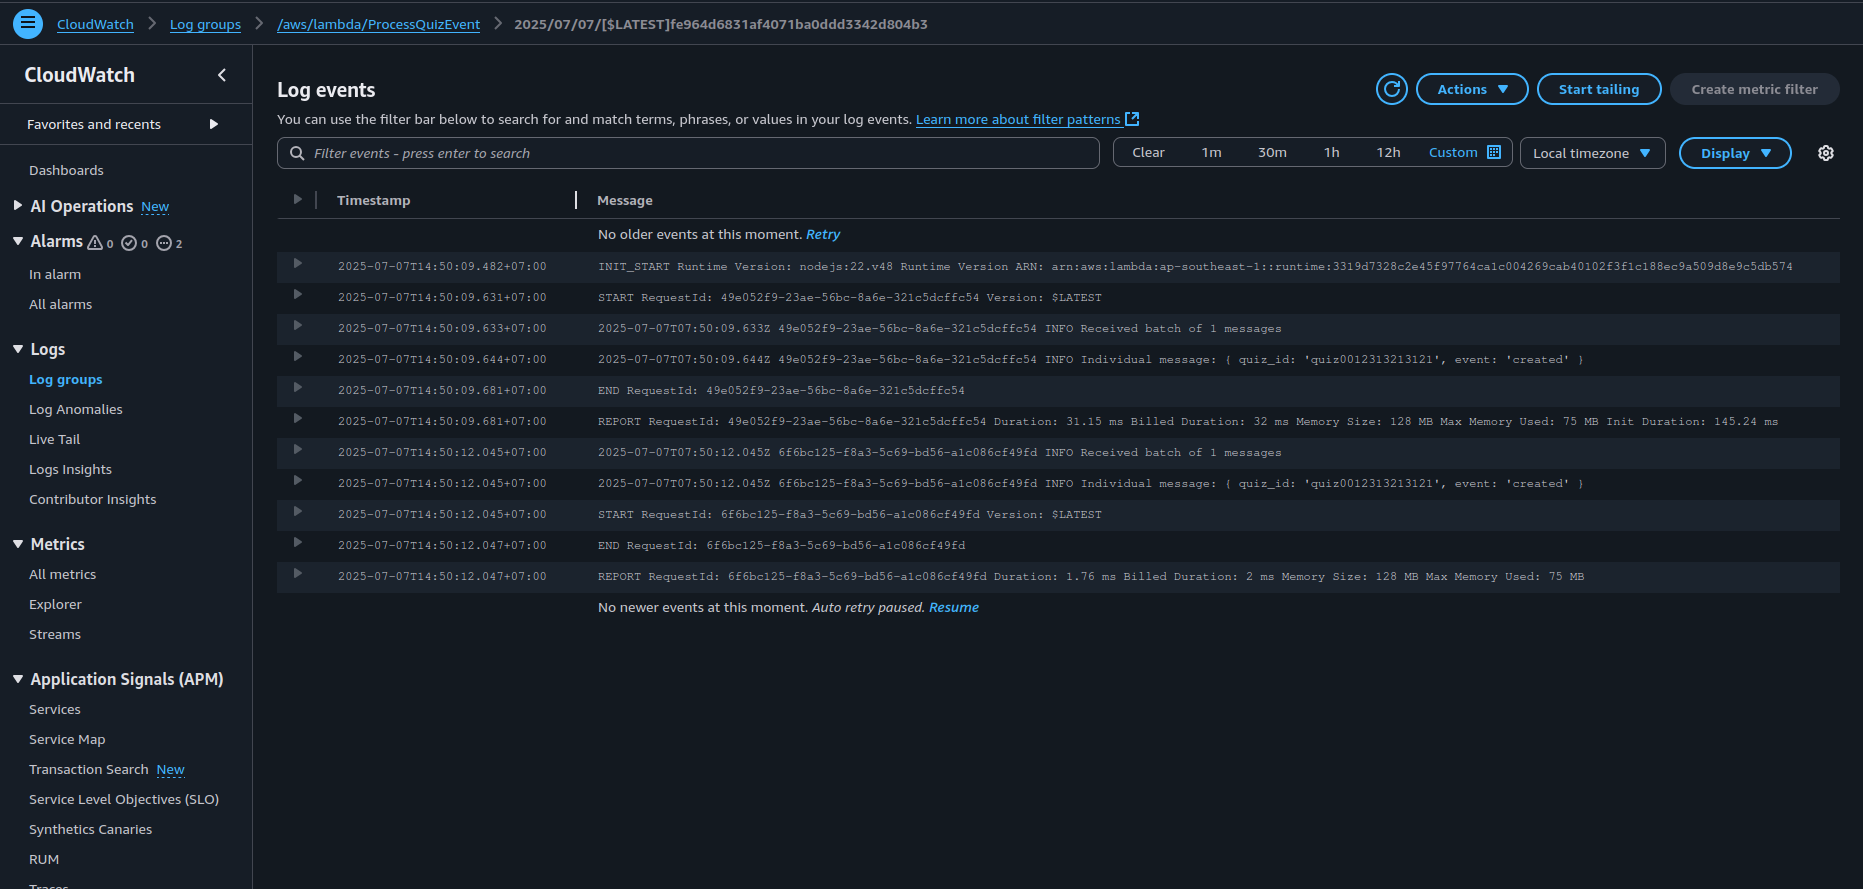 CloudWatch > Log groups > /aws/lambda/ProcessQuizEvent > 2025/07/07/[$LATEST]fe964d6831af4071ba0ddd3342d804b3
CloudWatch
Favorites and recents
Dashboards
AI Operations New
Alarms 0 0 2
In alarm
All alarms
Logs
Log groups
Log Anomalies
Live Tail
Logs Insights
Contributor Insights
Metrics
All metrics
Explorer
Streams
Application Signals (APM)
Services
Service Map
Transaction Search New
Service Level Objectives (SLO)
Synthetics Canaries
RUM
Traces
Log events
Actions
Start tailing
Create metric filter
You can use the filter bar below to search for and match terms, phrases, or values in your log events. Learn more about filter patterns
Filter events - press enter to search
Clear 1m 30m 1h 12h Custom
Local timezone
Display
Timestamp Message
No older events at this moment. Retry
2025-07-07T14:50:09.482+07:00 INIT_START Runtime Version: nodejs:22.v48 Runtime Version ARN: arn:aws:lambda:ap-southeast-1::runtime:3319d7328c2e45f97764ca1c004269cab40102f3f1c188ec9a509d8e9c5db574
2025-07-07T14:50:09.631+07:00 START RequestId: 49e052f9-23ae-56bc-8a6e-321c5dcffc54 Version: $LATEST
2025-07-07T14:50:09.633+07:00 2025-07-07T07:50:09.633Z 49e052f9-23ae-56bc-8a6e-321c5dcffc54 INFO Received batch of 1 messages
2025-07-07T14:50:09.644+07:00 2025-07-07T07:50:09.644Z 49e052f9-23ae-56bc-8a6e-321c5dcffc54 INFO Individual message: { quiz_id: 'quiz0012313213121', event: 'created' }
2025-07-07T14:50:09.681+07:00 END RequestId: 49e052f9-23ae-56bc-8a6e-321c5dcffc54
2025-07-07T14:50:09.681+07:00 REPORT RequestId: 49e052f9-23ae-56bc-8a6e-321c5dcffc54 Duration: 31.15 ms Billed Duration: 32 ms Memory Size: 128 MB Max Memory Used: 75 MB Init Duration: 145.24 ms
2025-07-07T14:50:12.045+07:00 2025-07-07T07:50:12.045Z 6f6bc125-f8a3-5c69-bd56-a1c086cf49fd INFO Received batch of 1 messages
2025-07-07T14:50:12.045+07:00 2025-07-07T07:50:12.045Z 6f6bc125-f8a3-5c69-bd56-a1c086cf49fd INFO Individual message: { quiz_id: 'quiz0012313213121', event: 'created' }
2025-07-07T14:50:12.045+07:00 START RequestId: 6f6bc125-f8a3-5c69-bd56-a1c086cf49fd Version: $LATEST
2025-07-07T14:50:12.047+07:00 END RequestId: 6f6bc125-f8a3-5c69-bd56-a1c086cf49fd
2025-07-07T14:50:12.047+07:00 REPORT RequestId: 6f6bc125-f8a3-5c69-bd56-a1c086cf49fd Duration: 1.76 ms Billed Duration: 2 ms Memory Size: 128 MB Max Memory Used: 75 MB
No newer events at this moment. Auto retry paused. Resume